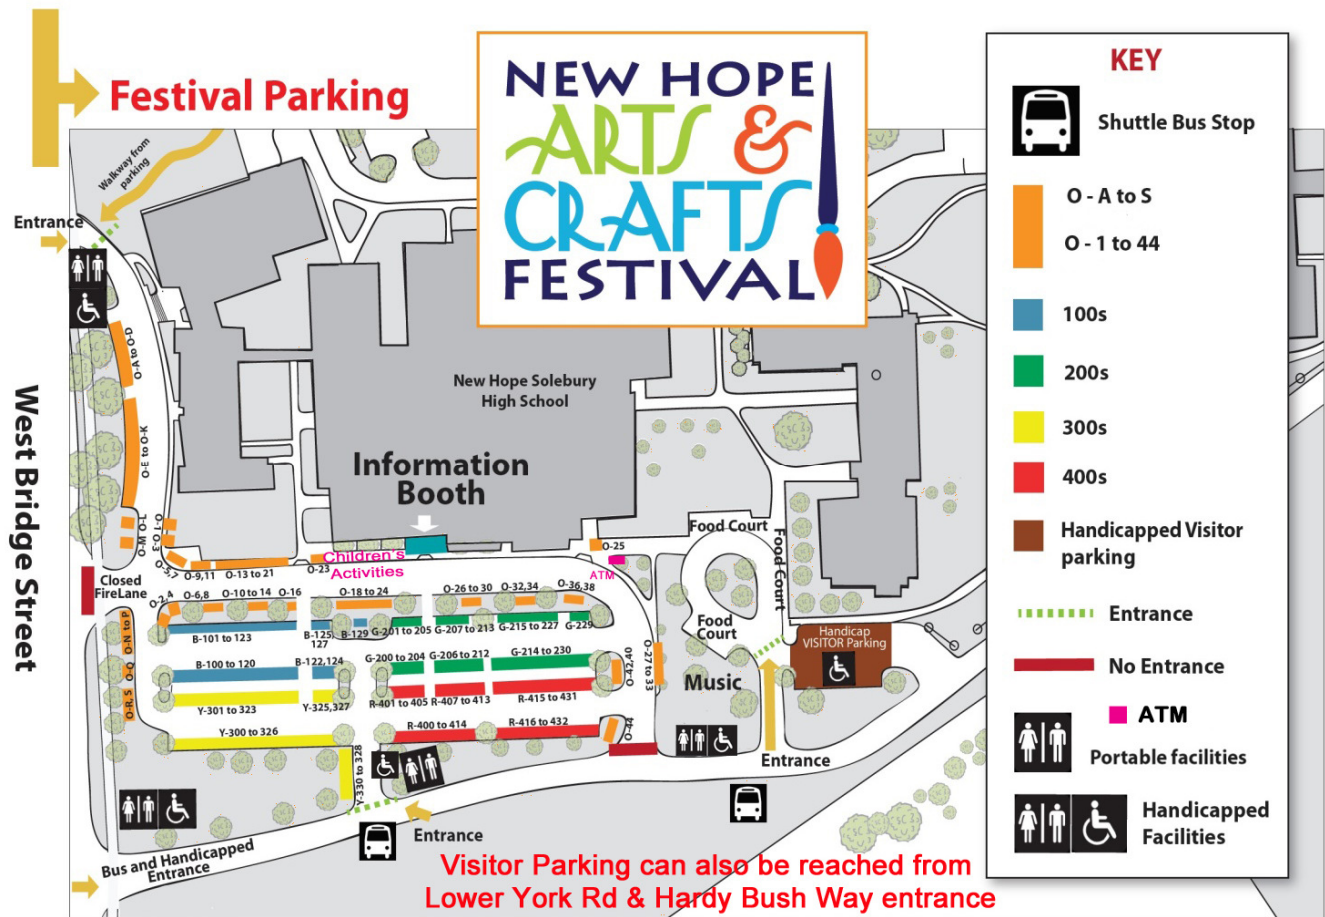 Festival Parking
NEW HOPE
ARTS &
CRAFTS
FESTIVAL
Walkway from
parking
Entrance
West Bridge Street
New Hope Solebury
High School
Information
Booth
Children's
Activities
O-A to O-D
O-E to O-K
O-M O-L
O-1 O-3
O-5,7
O-9,11
O-13 to 21
O-23
O-25
ATM
Food Court
Food Court
Food
Court
Closed
FireLane
O-2,4
O-6,8
O-10 to 14
O-16
O-18 to 24
O-26 to 30
O-32,34
O-36,38
B-101 to 123
B-125,
127
B-129
G-201 to 205
G-207 to 213
G-215 to 227
G-229
O-N to P
O-Q
O-R, S
B-100 to 120
B-122,124
G-200 to 204
G-206 to 212
G-214 to 230
O-42,40
O-27 to 33
Y-301 to 323
Y-325,327
R-401 to 405
R-407 to 413
R-415 to 431
Y-300 to 326
R-400 to 414
R-416 to 432
O-44
Y-330 to 328
Music
Handicap
VISITOR Parking
Entrance
Entrance
Bus and Handicapped
Entrance
Visitor Parking can also be reached from
Lower York Rd & Hardy Bush Way entrance
KEY
Shuttle Bus Stop
O - A to S
O - 1 to 44
100s
200s
300s
400s
Handicapped Visitor
parking
Entrance
No Entrance
ATM
Portable facilities
Handicapped
Facilities